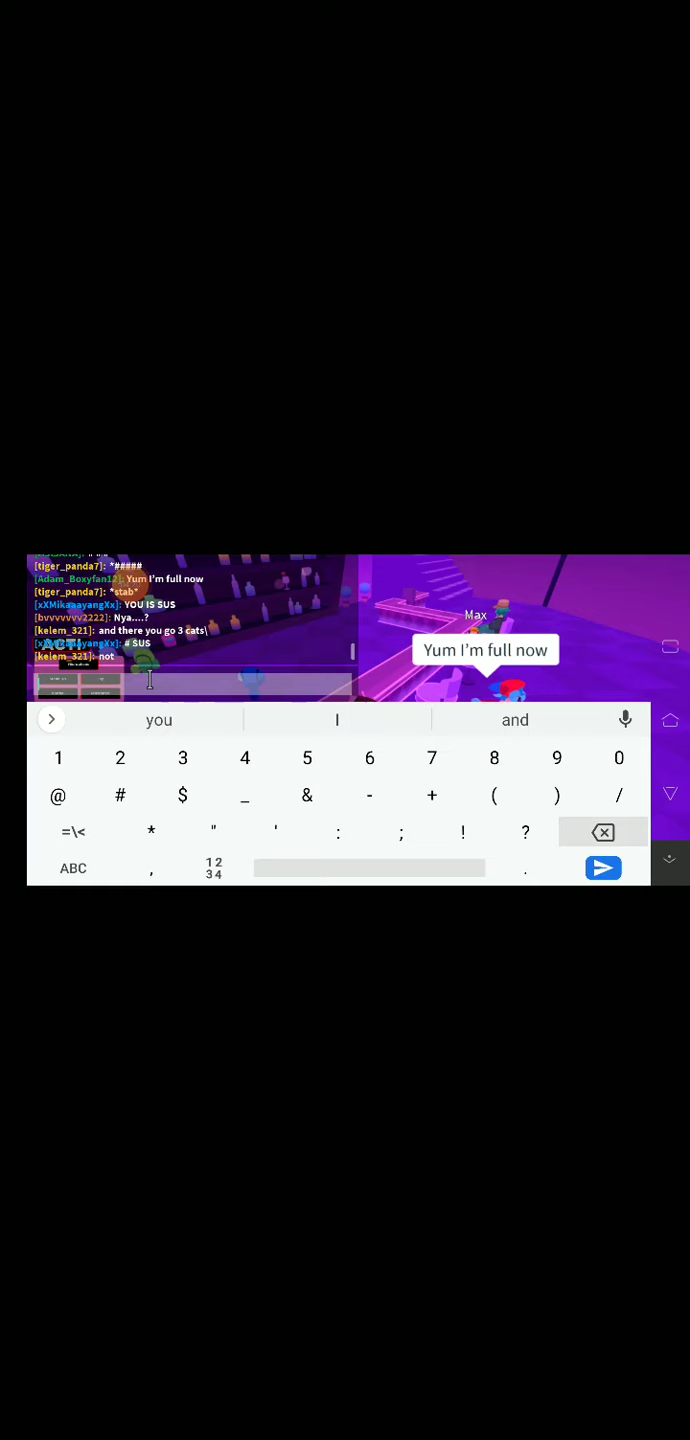 [tiger_panda7]: *#####
[Adam_Boxyfan12]: Yum I'm full now
[tiger_panda7]: *stab*
[xXMikaaayangXx]: YOU IS SUS
[bvvvvvv2222]: Nya....?
[kelem_321]: and there you go 3 cats\
# SUS
[kelem_321]: not
Max
Yum I'm full now
you I and
1 2 3 4 5 6 7 8 9 0
@ # $ _ & - + ( ) /
=\< * " ' : ; ! ?
ABC , 12 .
34